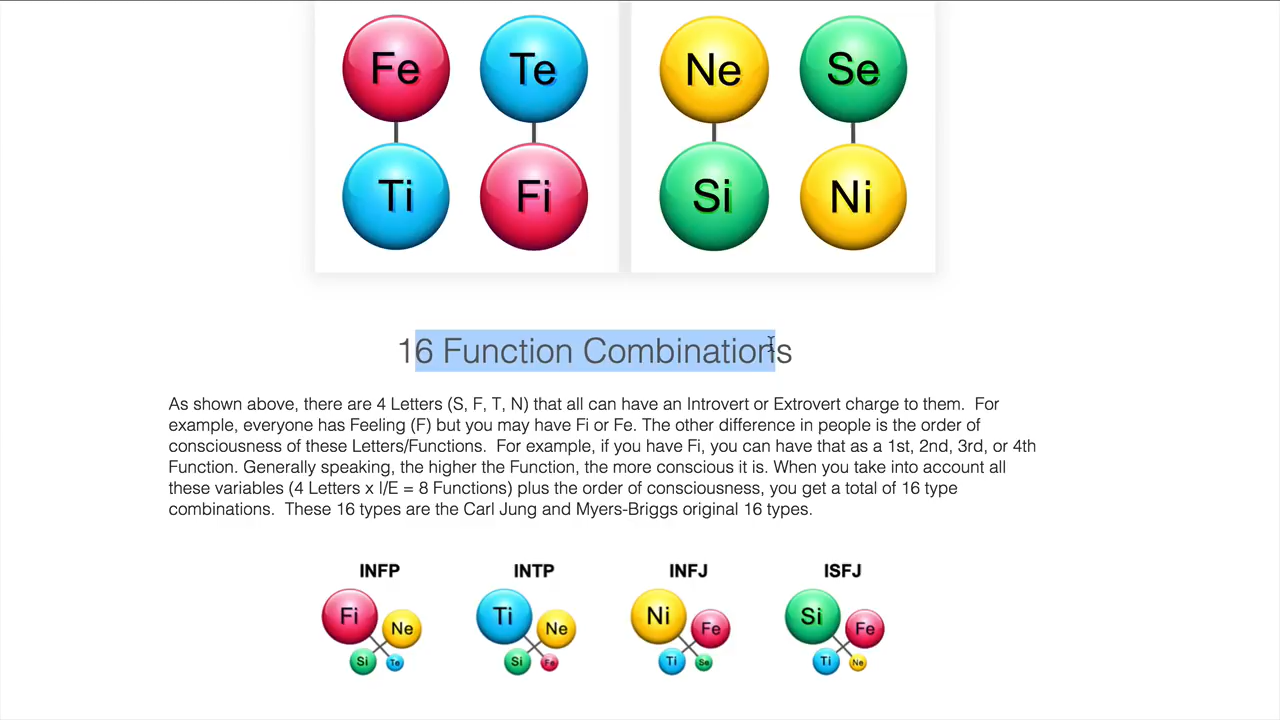 Fe Te Ne Se
Ti Fi Si Ni
16 Function Combinations
As shown above, there are 4 Letters (S, F, T, N) that all can have an Introvert or Extrovert charge to them.  For
example, everyone has Feeling (F) but you may have Fi or Fe. The other difference in people is the order of
consciousness of these Letters/Functions.  For example, if you have Fi, you can have that as a 1st, 2nd, 3rd, or 4th
Function. Generally speaking, the higher the Function, the more conscious it is. When you take into account all
these variables (4 Letters x I/E = 8 Functions) plus the order of consciousness, you get a total of 16 type
combinations.  These 16 types are the Carl Jung and Myers-Briggs original 16 types.
INFP INTP INFJ ISFJ
Fi Ne Ti Ne Ni Fe Si Fe
Si Te Si Fe Ti Se Ti Ne